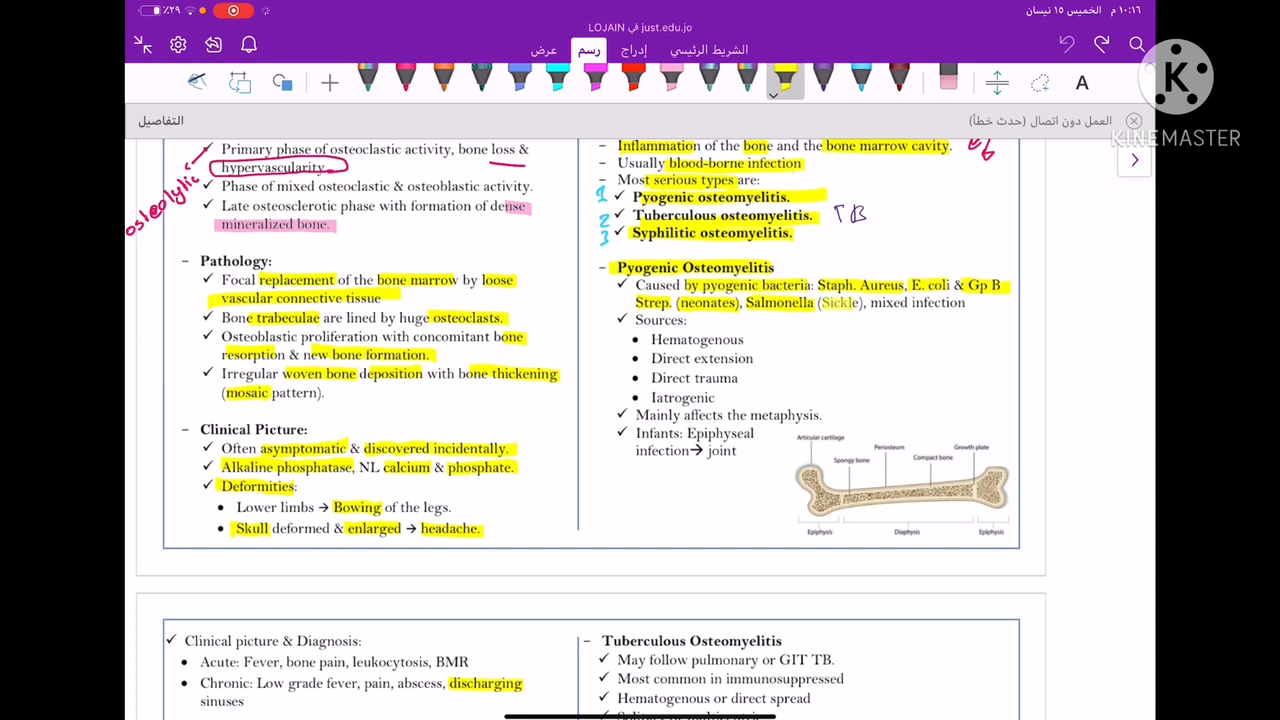 ٪٢٩
١٠:١٦ م الخميس ١٥ نيسان
LOJAIN في just.edu.jo
الشريط الرئيسي
إدراج
رسم
عرض
التفاصيل
العمل دون اتصال (حدث خطأ)
K
KINEMASTER
A
✓ Primary phase of osteoclastic activity, bone loss &
hypervascularity.
✓ Phase of mixed osteoclastic & osteoblastic activity.
✓ Late osteosclerotic phase with formation of dense
mineralized bone.
osteolytic
- Pathology:
✓ Focal replacement of the bone marrow by loose
vascular connective tissue
✓ Bone trabeculae are lined by huge osteoclasts.
✓ Osteoblastic proliferation with concomitant bone
resorption & new bone formation.
✓ Irregular woven bone deposition with bone thickening
(mosaic pattern).
- Clinical Picture:
✓ Often asymptomatic & discovered incidentally.
✓ Alkaline phosphatase, NL calcium & phosphate.
✓ Deformities:
• Lower limbs → Bowing of the legs.
• Skull deformed & enlarged → headache.
- Inflammation of the bone and the bone marrow cavity.
- Usually blood-borne infection
- Most serious types are:
1 ✓ Pyogenic osteomyelitis.
2 ✓ Tuberculous osteomyelitis. TB
3 ✓ Syphilitic osteomyelitis.
- Pyogenic Osteomyelitis
✓ Caused by pyogenic bacteria: Staph. Aureus, E. coli & Gp B
Strep. (neonates), Salmonella (Sickle), mixed infection
✓ Sources:
• Hematogenous
• Direct extension
• Direct trauma
• Iatrogenic
✓ Mainly affects the metaphysis.
✓ Infants: Epiphyseal
infection→ joint
Articular cartilage
Spongy bone
Periosteum
Compact bone
Growth plate
Epiphysis
Diaphysis
Epiphysis
✓ Clinical picture & Diagnosis:
• Acute: Fever, bone pain, leukocytosis, BMR
• Chronic: Low grade fever, pain, abscess, discharging
sinuses
- Tuberculous Osteomyelitis
✓ May follow pulmonary or GIT TB.
✓ Most common in immunosuppressed
✓ Hematogenous or direct spread